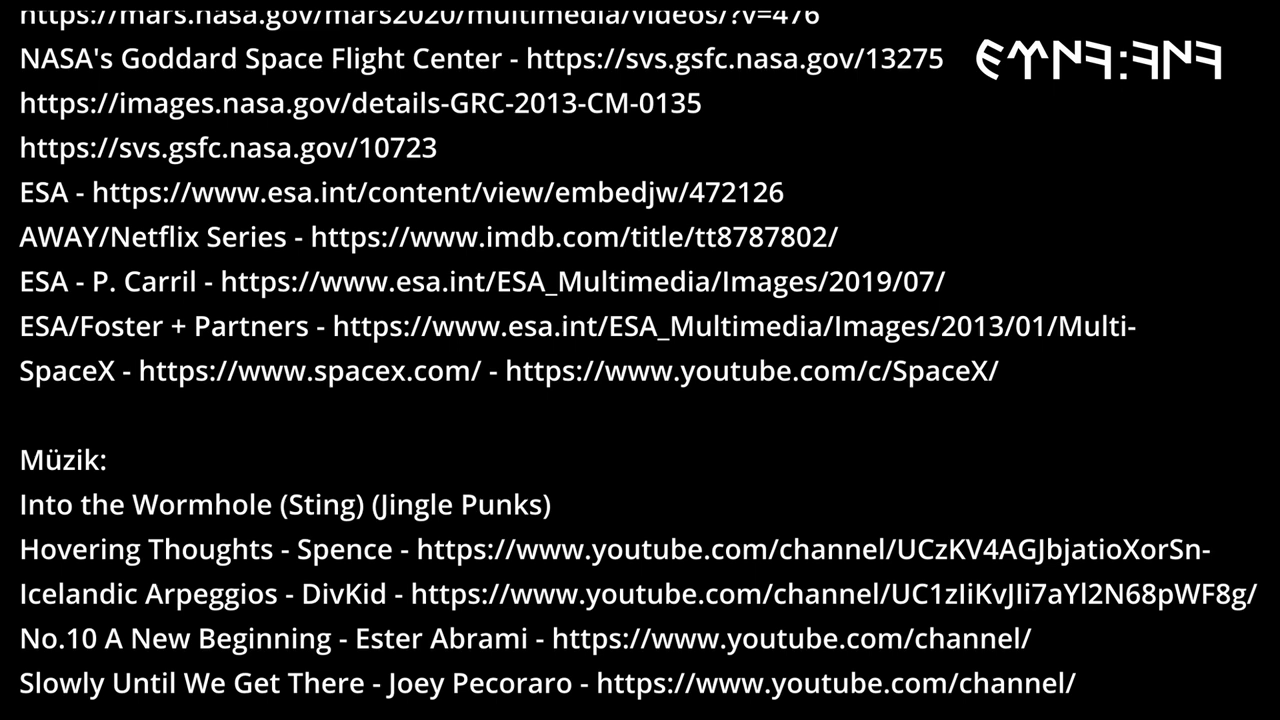 https://mars.nasa.gov/mars2020/multimedia/videos/?v=476
NASA's Goddard Space Flight Center - https://svs.gsfc.nasa.gov/13275
https://images.nasa.gov/details-GRC-2013-CM-0135
https://svs.gsfc.nasa.gov/10723
ESA - https://www.esa.int/content/view/embedjw/472126
AWAY/Netflix Series - https://www.imdb.com/title/tt8787802/
ESA - P. Carril - https://www.esa.int/ESA_Multimedia/Images/2019/07/
ESA/Foster + Partners - https://www.esa.int/ESA_Multimedia/Images/2013/01/Multi-
SpaceX - https://www.spacex.com/ - https://www.youtube.com/c/SpaceX/
Müzik:
Into the Wormhole (Sting) (Jingle Punks)
Hovering Thoughts - Spence - https://www.youtube.com/channel/UCzKV4AGJbjatioXorSn-
Icelandic Arpeggios - DivKid - https://www.youtube.com/channel/UC1zIiKvJIi7aYl2N68pWF8g/
No.10 A New Beginning - Ester Abrami - https://www.youtube.com/channel/
Slowly Until We Get There - Joey Pecoraro - https://www.youtube.com/channel/